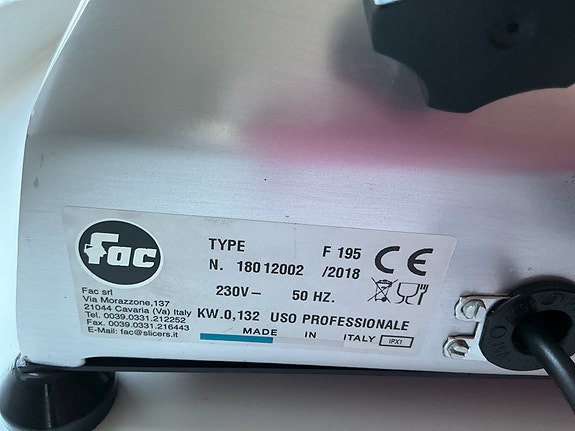 Fac
TYPE F 195
N. 18012002 /2018
230V~ 50 HZ.
KW.0,132 USO PROFESSIONALE
MADE IN ITALY IPX1
CE
Fac srl
Via Morazzone,137
21044 Cavaria (Va) Italy
Tel. 0039.0331.212252
Fax. 0039.0331.216443
E-Mail: fac@slicers.it